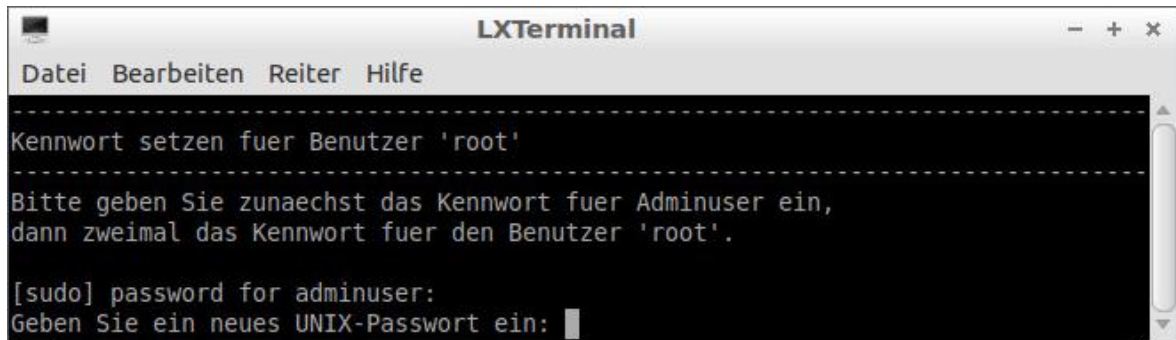 LXTerminal
Datei Bearbeiten Reiter Hilfe
--------------------------------------------------------------------------------
Kennwort setzen fuer Benutzer 'root'
--------------------------------------------------------------------------------
Bitte geben Sie zunaechst das Kennwort fuer Adminuser ein,
dann zweimal das Kennwort fuer den Benutzer 'root'.
[sudo] password for adminuser:
Geben Sie ein neues UNIX-Passwort ein: